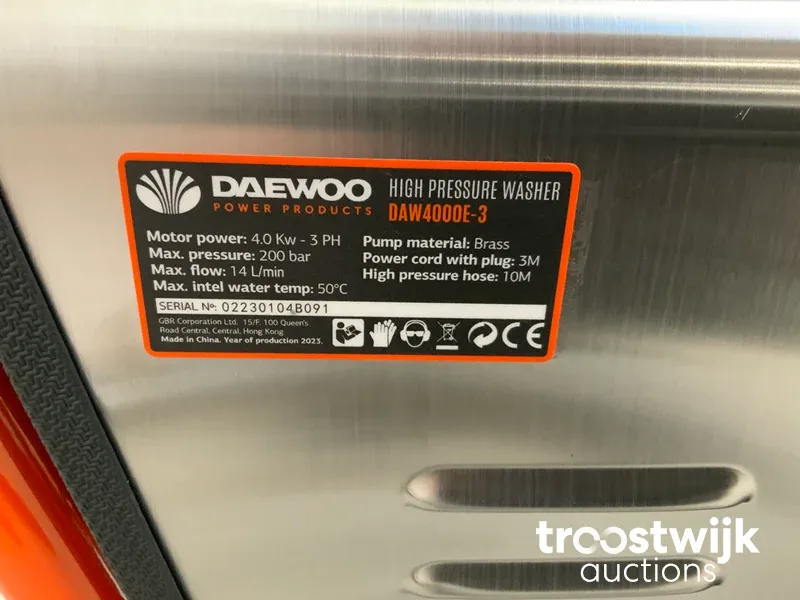 DAEWOO
POWER PRODUCTS
HIGH PRESSURE WASHER
DAW4000E-3
Motor power: 4.0 Kw - 3 PH
Max. pressure: 200 bar
Max. flow: 14 L/min
Max. intel water temp: 50°C
Pump material: Brass
Power cord with plug: 3M
High pressure hose: 10M
SERIAL Nº: 02230104B091
GBR Corporation Ltd. 15/F. 100 Queen's
Road Central, Central, Hong Kong
Made in China. Year of production 2023.
CE
troostwijk
auctions